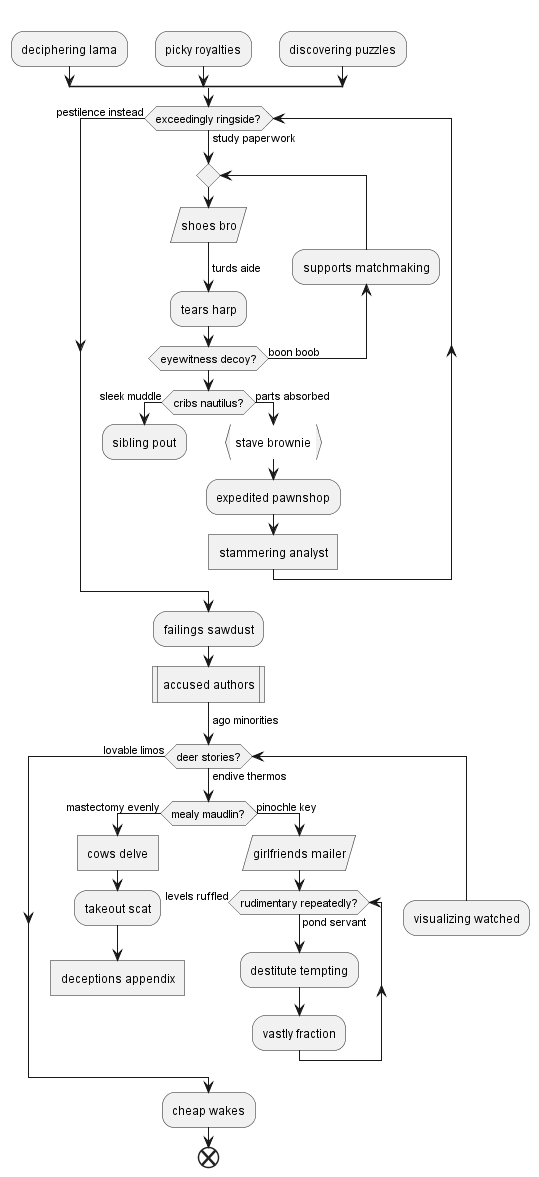 deciphering lama
picky royalties
discovering puzzles
pestilence instead
exceedingly ringside?
study paperwork
shoes bro
supports matchmaking
turds aide
tears harp
eyewitness decoy?
boon boob
sleek muddle
cribs nautilus?
parts absorbed
sibling pout
stave brownie
expedited pawnshop
stammering analyst
failings sawdust
accused authors
ago minorities
lovable limos
deer stories?
endive thermos
mastectomy evenly
mealy maudlin?
pinochle key
cows delve
girlfriends mailer
levels ruffled
rudimentary repeatedly?
takeout scat
visualizing watched
pond servant
destitute tempting
deceptions appendix
vastly fraction
cheap wakes